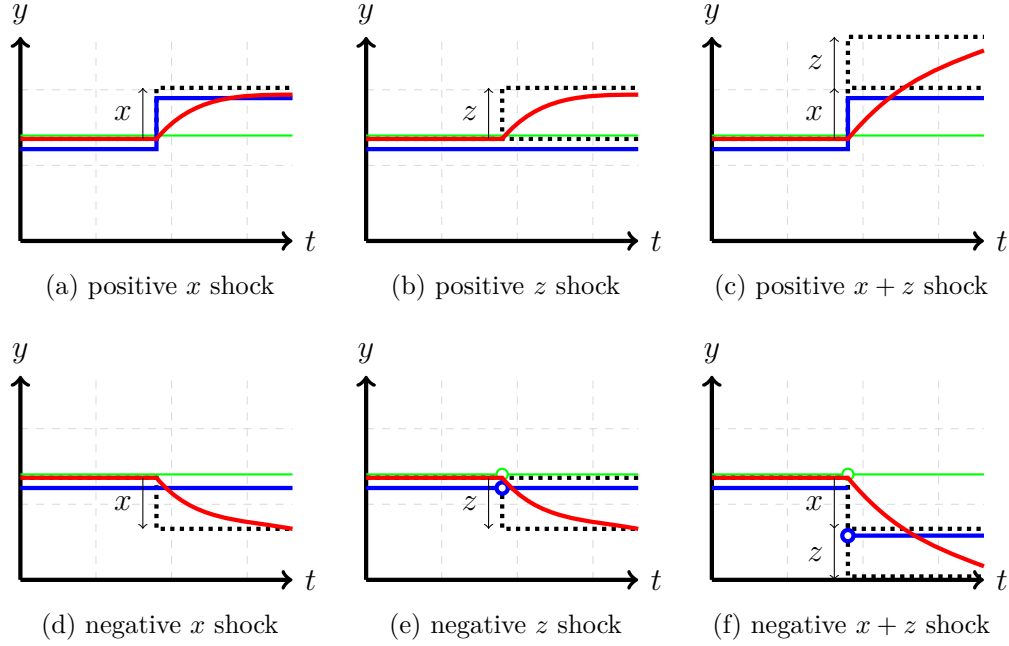 y
x
t
(a) positive x shock
y
z
t
(b) positive z shock
y
z
x
t
(c) positive x + z shock
y
x
t
(d) negative x shock
y
z
t
(e) negative z shock
y
x
z
t
(f) negative x + z shock